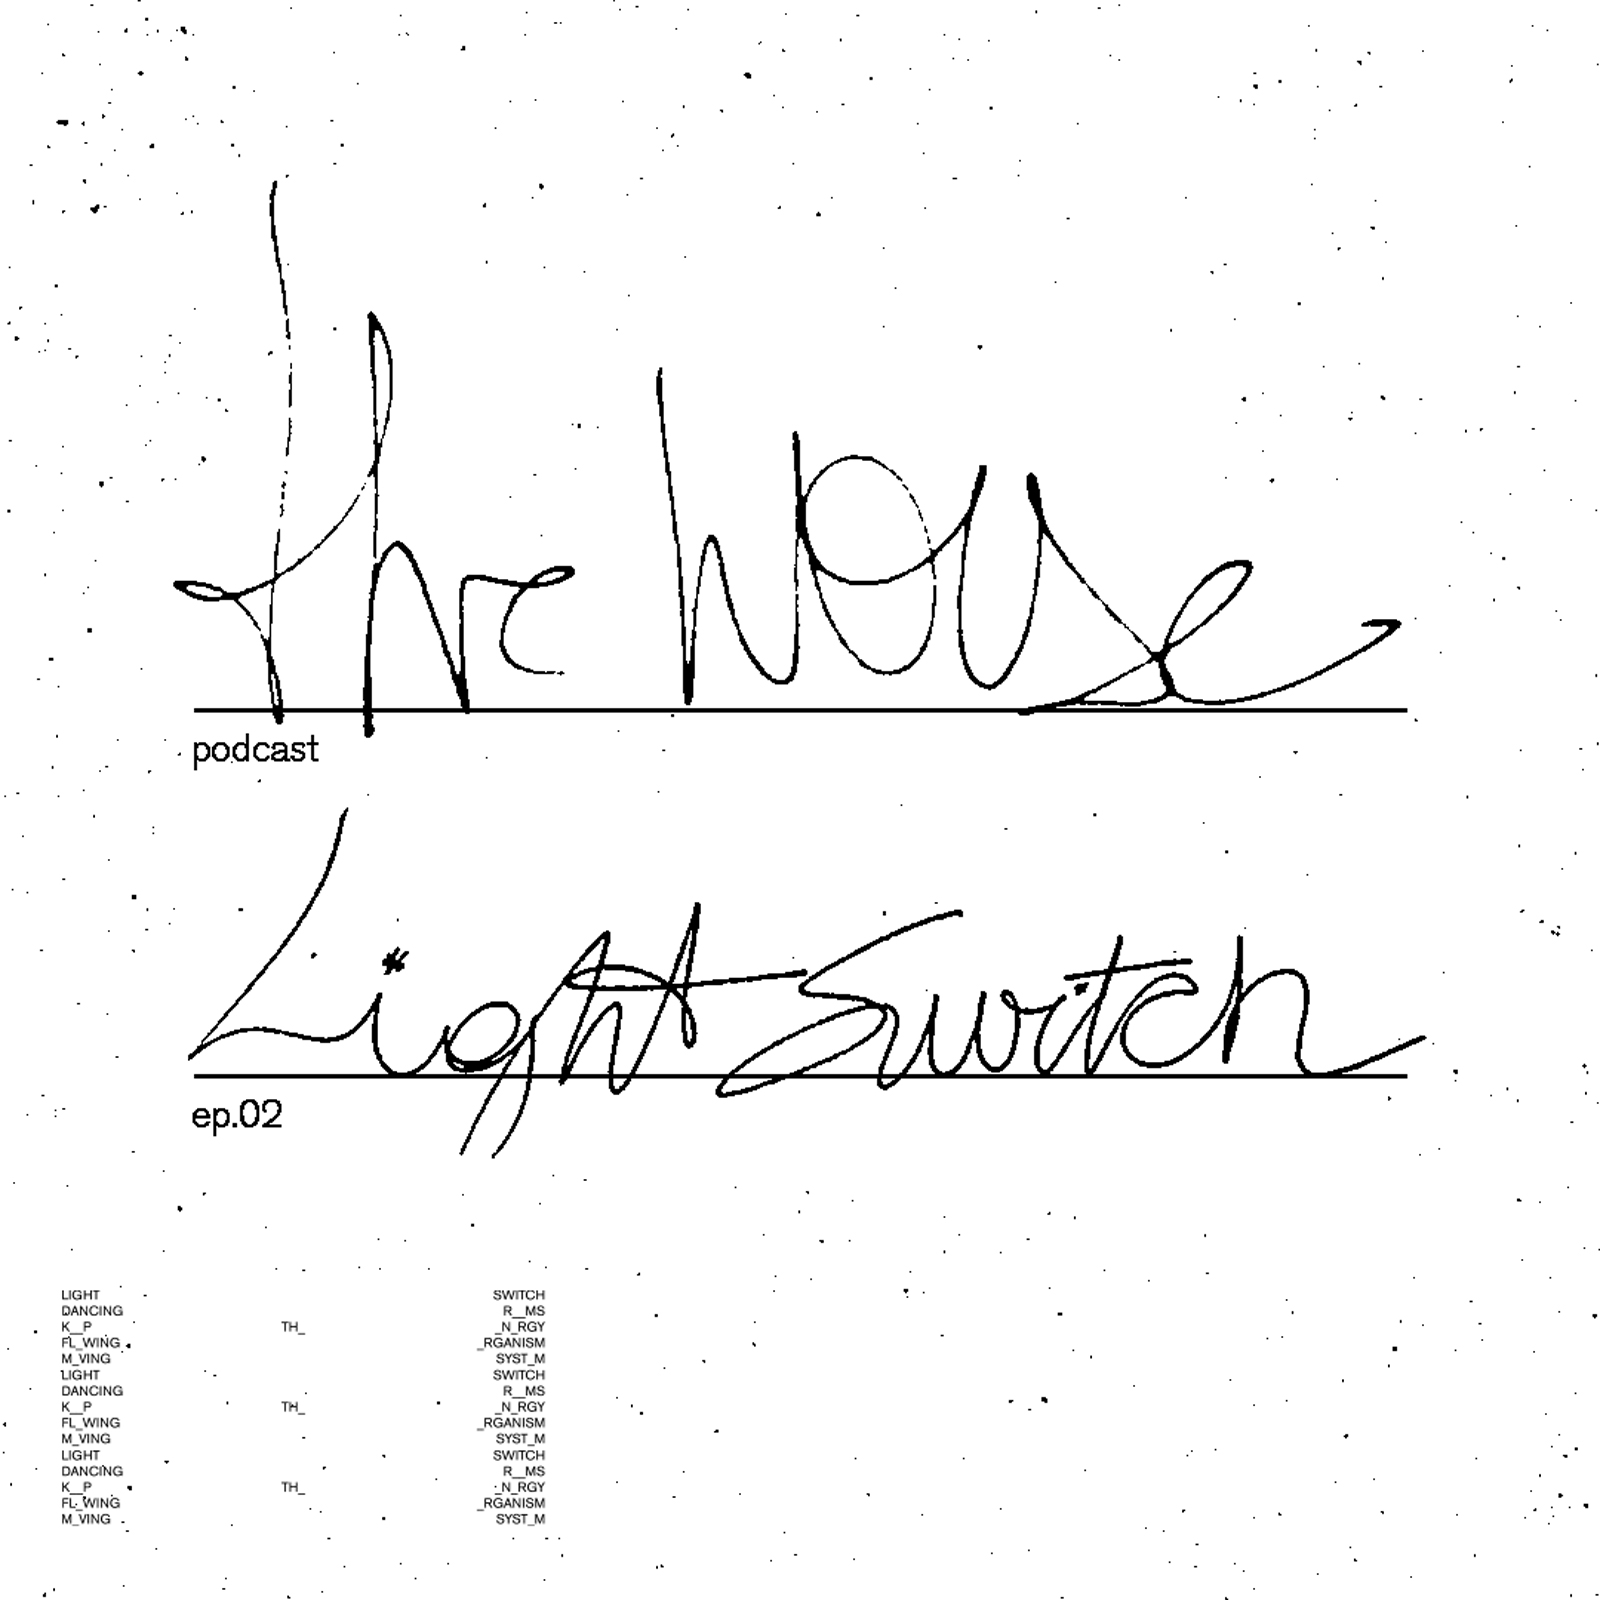 the house
podcast
Light Switch
ep.02
LIGHT SWITCH
DANCING R__MS
K__P TH_ _N_RGY
FL_WING _RGANISM
M_VING SYST_M
LIGHT SWITCH
DANCING R__MS
K__P TH_ _N_RGY
FL_WING _RGANISM
M_VING SYST_M
LIGHT SWITCH
DANCING R__MS
K__P TH_ _N_RGY
FL_WING _RGANISM
M_VING SYST_M